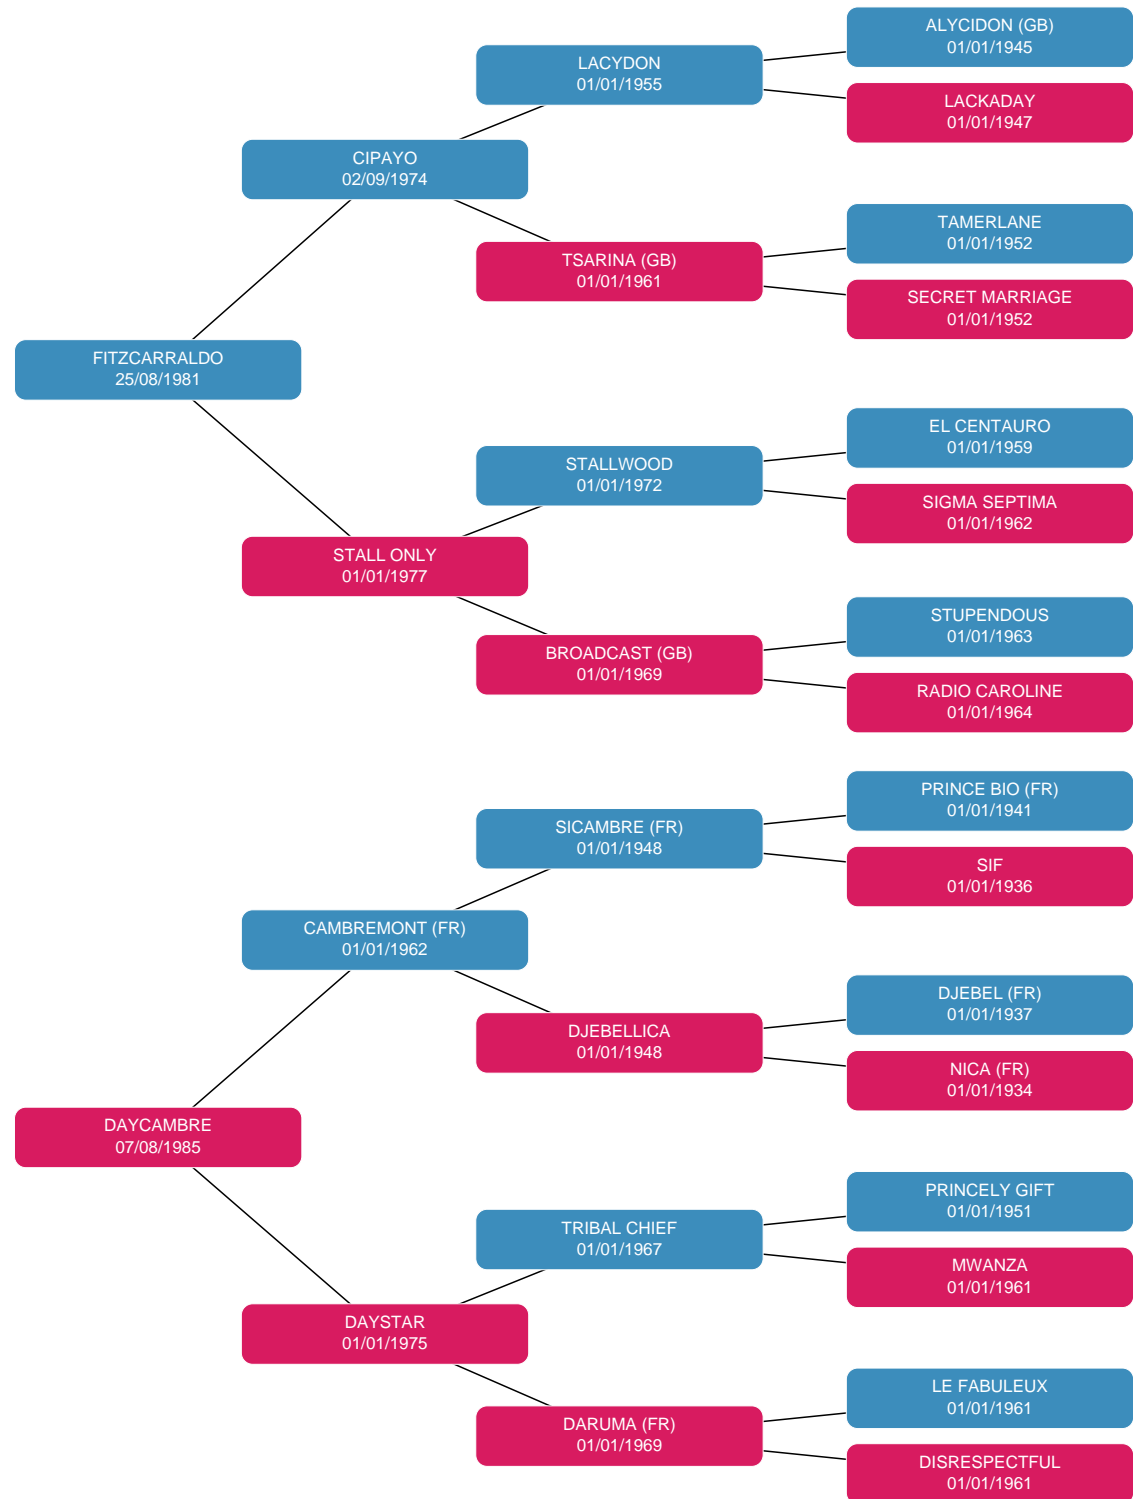 ALYCIDON (GB)
01/01/1945
LACYDON
01/01/1955
LACKADAY
01/01/1947
CIPAYO
02/09/1974
TAMERLANE
01/01/1952
TSARINA (GB)
01/01/1961
SECRET MARRIAGE
01/01/1952
FITZCARRALDO
25/08/1981
EL CENTAURO
01/01/1959
STALLWOOD
01/01/1972
SIGMA SEPTIMA
01/01/1962
STALL ONLY
01/01/1977
STUPENDOUS
01/01/1963
BROADCAST (GB)
01/01/1969
RADIO CAROLINE
01/01/1964
PRINCE BIO (FR)
01/01/1941
SICAMBRE (FR)
01/01/1948
SIF
01/01/1936
CAMBREMONT (FR)
01/01/1962
DJEBEL (FR)
01/01/1937
DJEBELLICA
01/01/1948
NICA (FR)
01/01/1934
DAYCAMBRE
07/08/1985
PRINCELY GIFT
01/01/1951
TRIBAL CHIEF
01/01/1967
MWANZA
01/01/1961
DAYSTAR
01/01/1975
LE FABULEUX
01/01/1961
DARUMA (FR)
01/01/1969
DISRESPECTFUL
01/01/1961